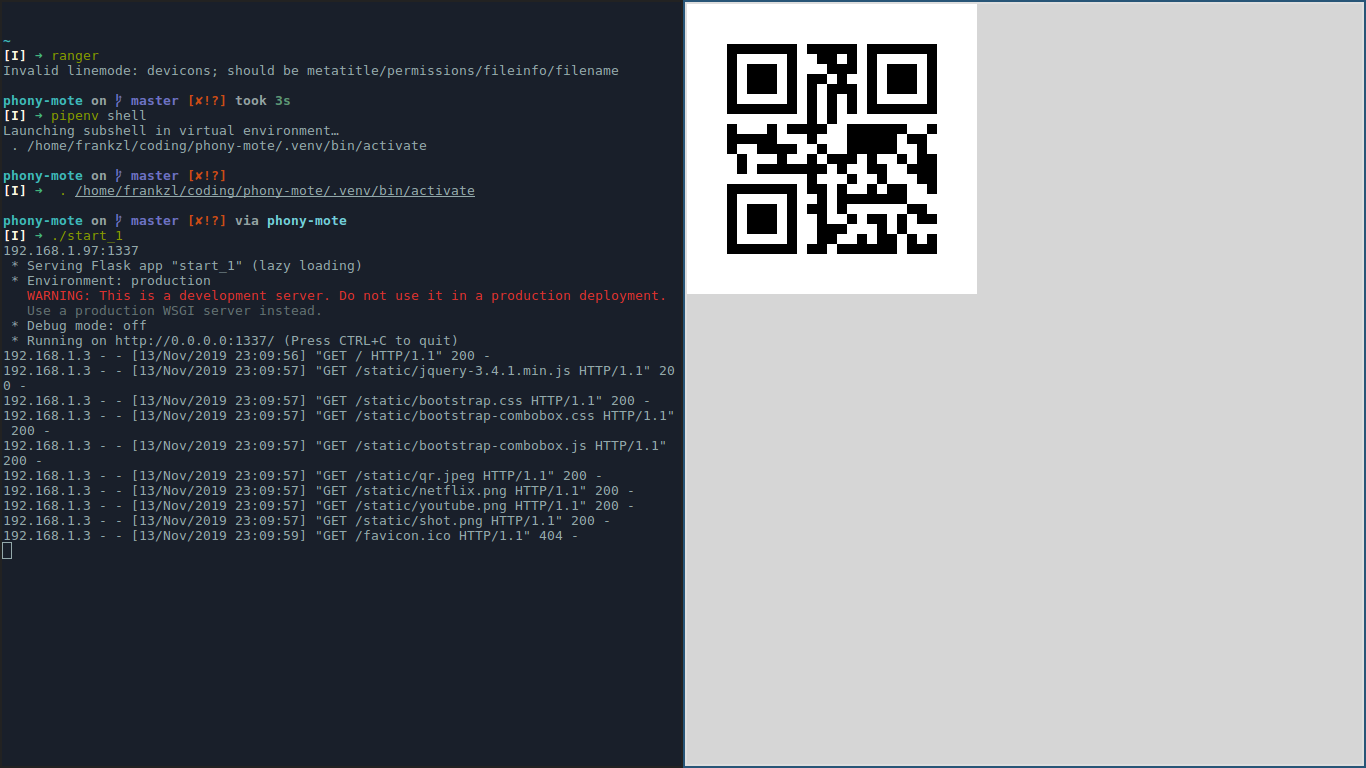 ~
[I] ➜ ranger
Invalid linemode: devicons; should be metatitle/permissions/fileinfo/filename
phony-mote on master [✘!?] took 3s
[I] ➜ pipenv shell
Launching subshell in virtual environment…
 . /home/frankzl/coding/phony-mote/.venv/bin/activate
phony-mote on master [✘!?]
[I] ➜  . /home/frankzl/coding/phony-mote/.venv/bin/activate
phony-mote on master [✘!?] via phony-mote
[I] ➜ ./start_1
192.168.1.97:1337
 * Serving Flask app "start_1" (lazy loading)
 * Environment: production
   WARNING: This is a development server. Do not use it in a production deployment.
   Use a production WSGI server instead.
 * Debug mode: off
 * Running on http://0.0.0.0:1337/ (Press CTRL+C to quit)
192.168.1.3 - - [13/Nov/2019 23:09:56] "GET / HTTP/1.1" 200 -
192.168.1.3 - - [13/Nov/2019 23:09:57] "GET /static/jquery-3.4.1.min.js HTTP/1.1" 20
0 -
192.168.1.3 - - [13/Nov/2019 23:09:57] "GET /static/bootstrap.css HTTP/1.1" 200 -
192.168.1.3 - - [13/Nov/2019 23:09:57] "GET /static/bootstrap-combobox.css HTTP/1.1"
 200 -
192.168.1.3 - - [13/Nov/2019 23:09:57] "GET /static/bootstrap-combobox.js HTTP/1.1"
200 -
192.168.1.3 - - [13/Nov/2019 23:09:57] "GET /static/qr.jpeg HTTP/1.1" 200 -
192.168.1.3 - - [13/Nov/2019 23:09:57] "GET /static/netflix.png HTTP/1.1" 200 -
192.168.1.3 - - [13/Nov/2019 23:09:57] "GET /static/youtube.png HTTP/1.1" 200 -
192.168.1.3 - - [13/Nov/2019 23:09:57] "GET /static/shot.png HTTP/1.1" 200 -
192.168.1.3 - - [13/Nov/2019 23:09:59] "GET /favicon.ico HTTP/1.1" 404 -